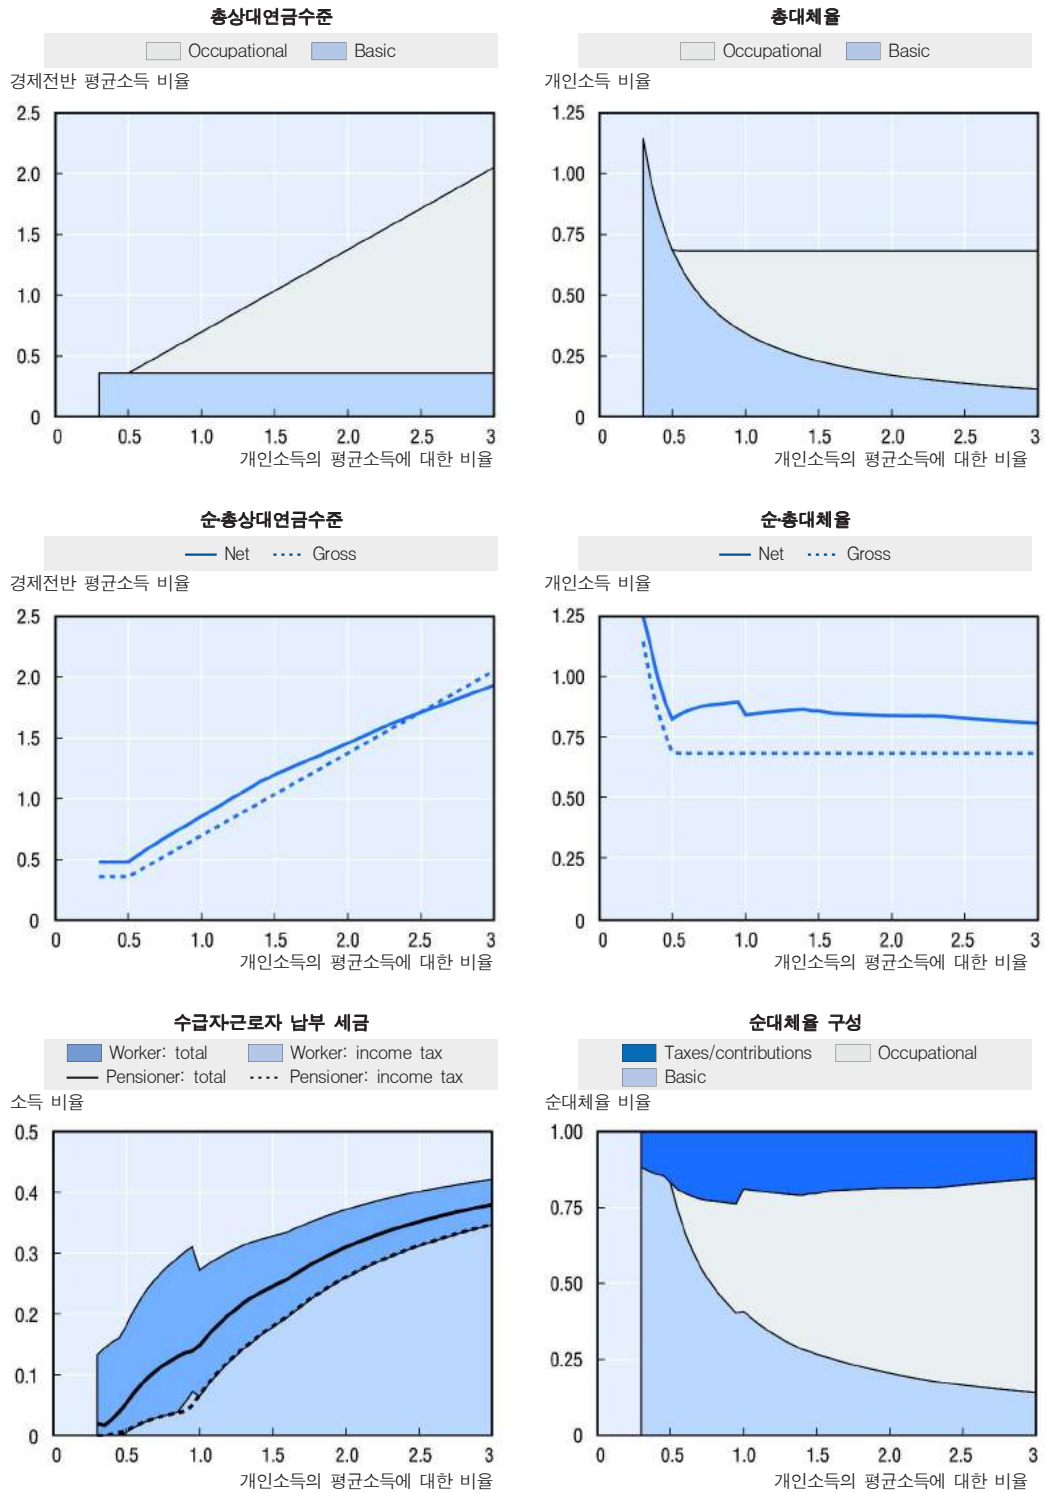 총상대연금수준
Occupational Basic
경제전반 평균소득 비율
2.5
2.0
1.5
1.0
0.5
0
0 0.5 1.0 1.5 2.0 2.5 3
개인소득의 평균소득에 대한 비율
총대체율
Occupational Basic
개인소득 비율
1.25
1.00
0.75
0.50
0.25
0
0 0.5 1.0 1.5 2.0 2.5 3
개인소득의 평균소득에 대한 비율
순·총상대연금수준
Net Gross
경제전반 평균소득 비율
2.5
2.0
1.5
1.0
0.5
0
0 0.5 1.0 1.5 2.0 2.5 3
개인소득의 평균소득에 대한 비율
순·총대체율
Net Gross
개인소득 비율
1.25
1.00
0.75
0.50
0.25
0
0 0.5 1.0 1.5 2.0 2.5 3
개인소득의 평균소득에 대한 비율
수급자·근로자 납부 세금
Worker: total Worker: income tax
Pensioner: total Pensioner: income tax
소득 비율
0.5
0.4
0.3
0.2
0.1
0
0 0.5 1.0 1.5 2.0 2.5 3
개인소득의 평균소득에 대한 비율
순대체율 구성
Taxes/contributions Occupational
Basic
순대체율 비율
1.00
0.75
0.50
0.25
0
0 0.5 1.0 1.5 2.0 2.5 3
개인소득의 평균소득에 대한 비율